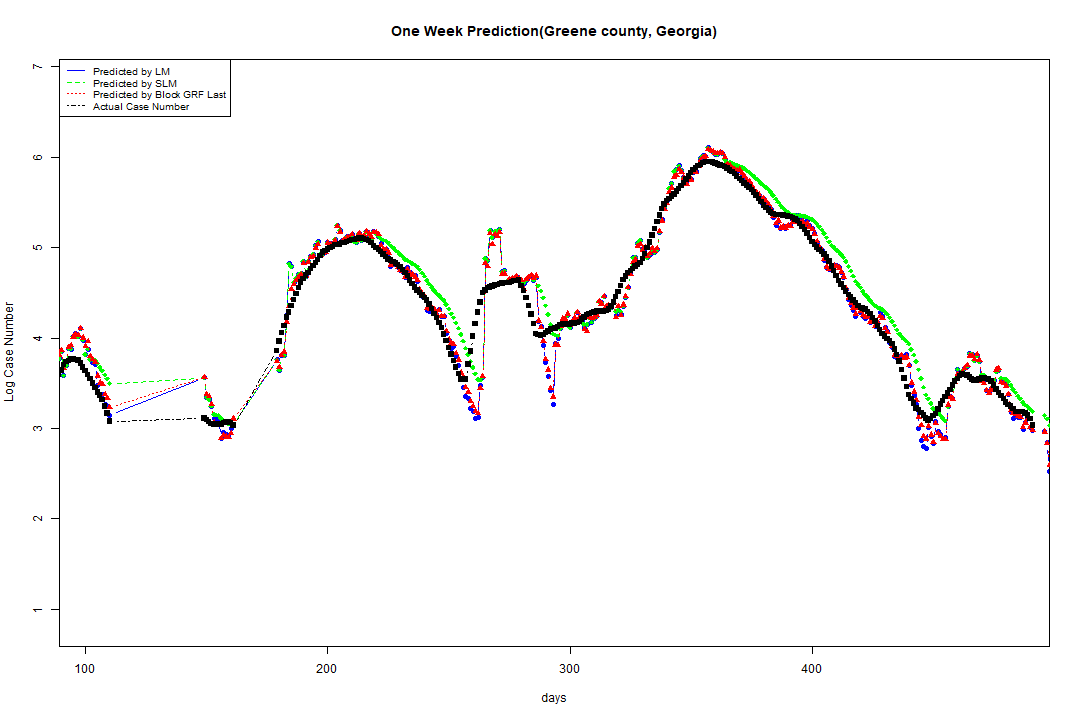 One Week Prediction(Greene county, Georgia)
Predicted by LM
Predicted by SLM
Predicted by Block GRF Last
Actual Case Number
7
6
5
4
3
2
1
Log Case Number
100 200 300 400
days